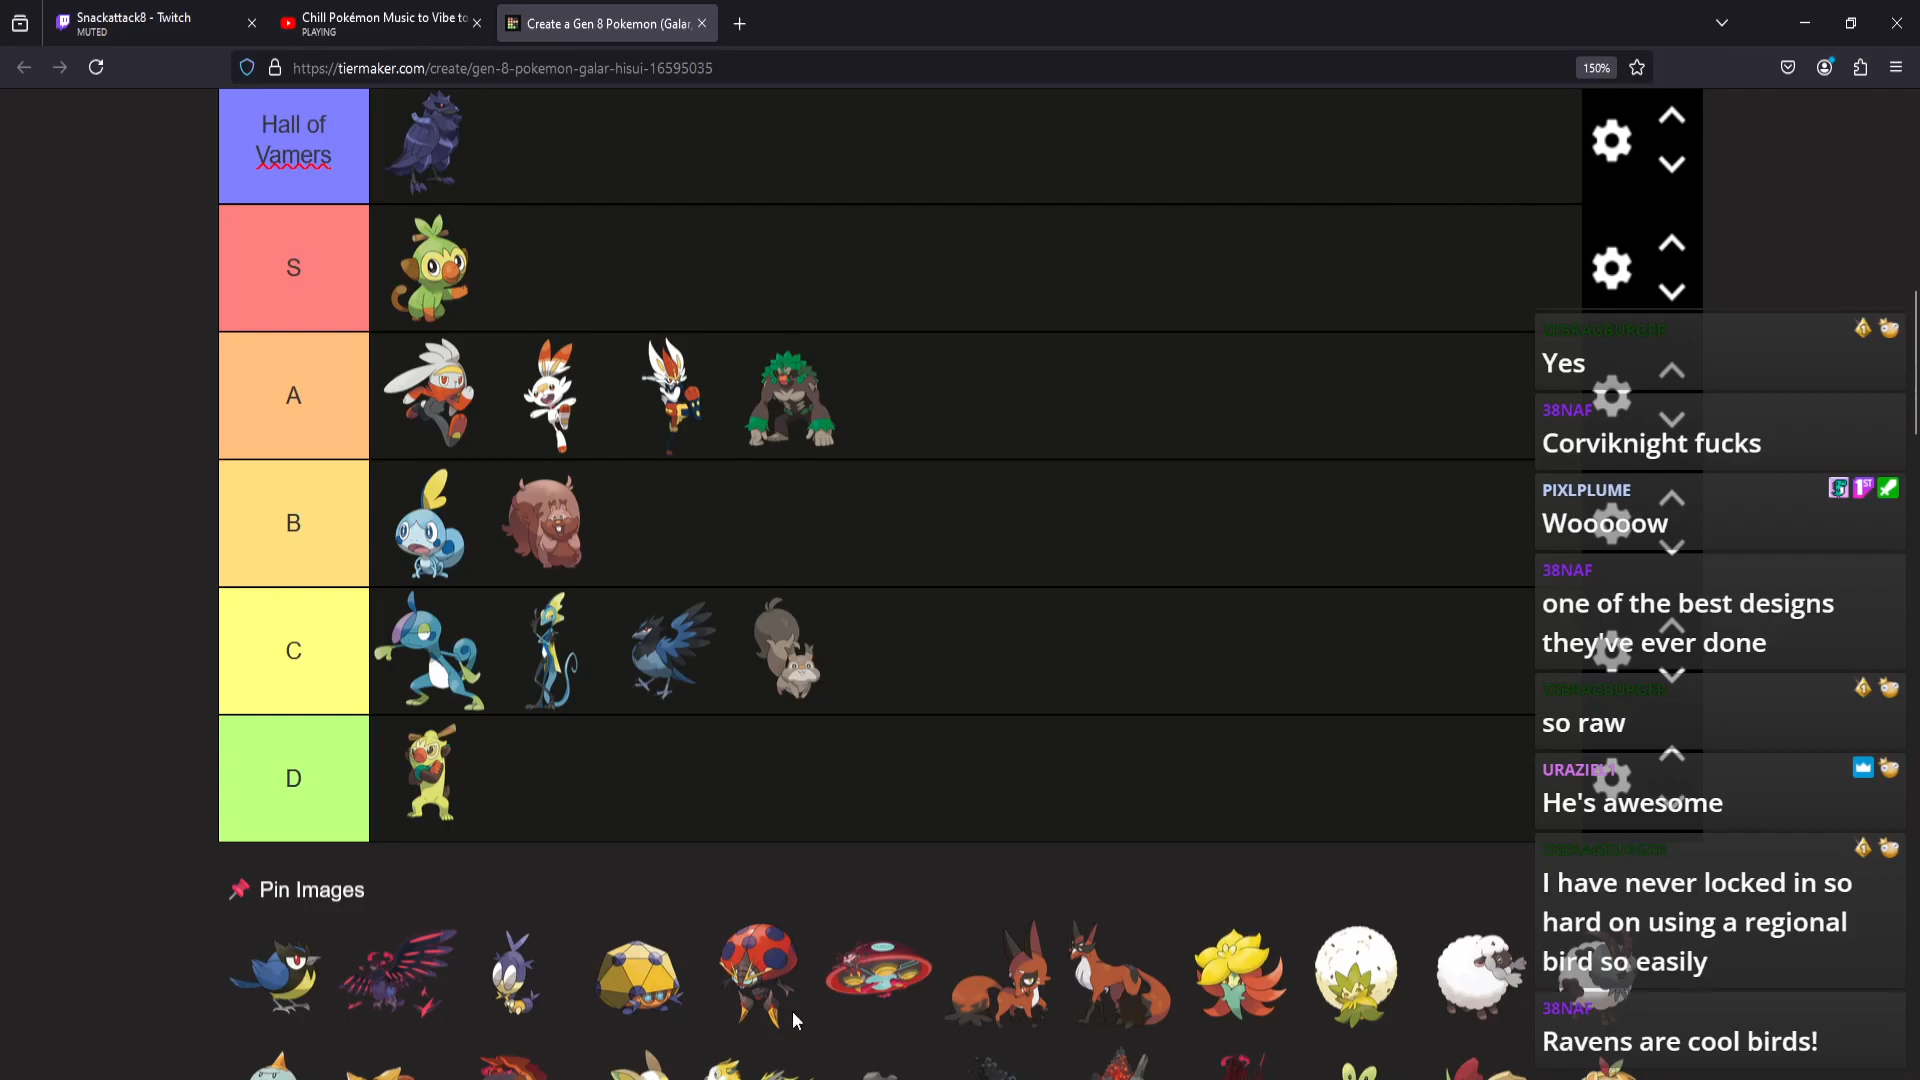 Snackattack8 - Twitch
MUTED
Chill Pokémon Music to Vibe to
PLAYING
Create a Gen 8 Pokemon (Galar,
https://tiermaker.com/create/gen-8-pokemon-galar-hisui-16595035
150%
Hall of
Vamers
S
A
B
C
D
Pin Images
Yes
38NAF
Corviknight fucks
PIXLPLUME
1ST
Wooooow
38NAF
one of the best designs
they've ever done
so raw
He's awesome
I have never locked in so
hard on using a regional
bird so easily
38NAF
Ravens are cool birds!